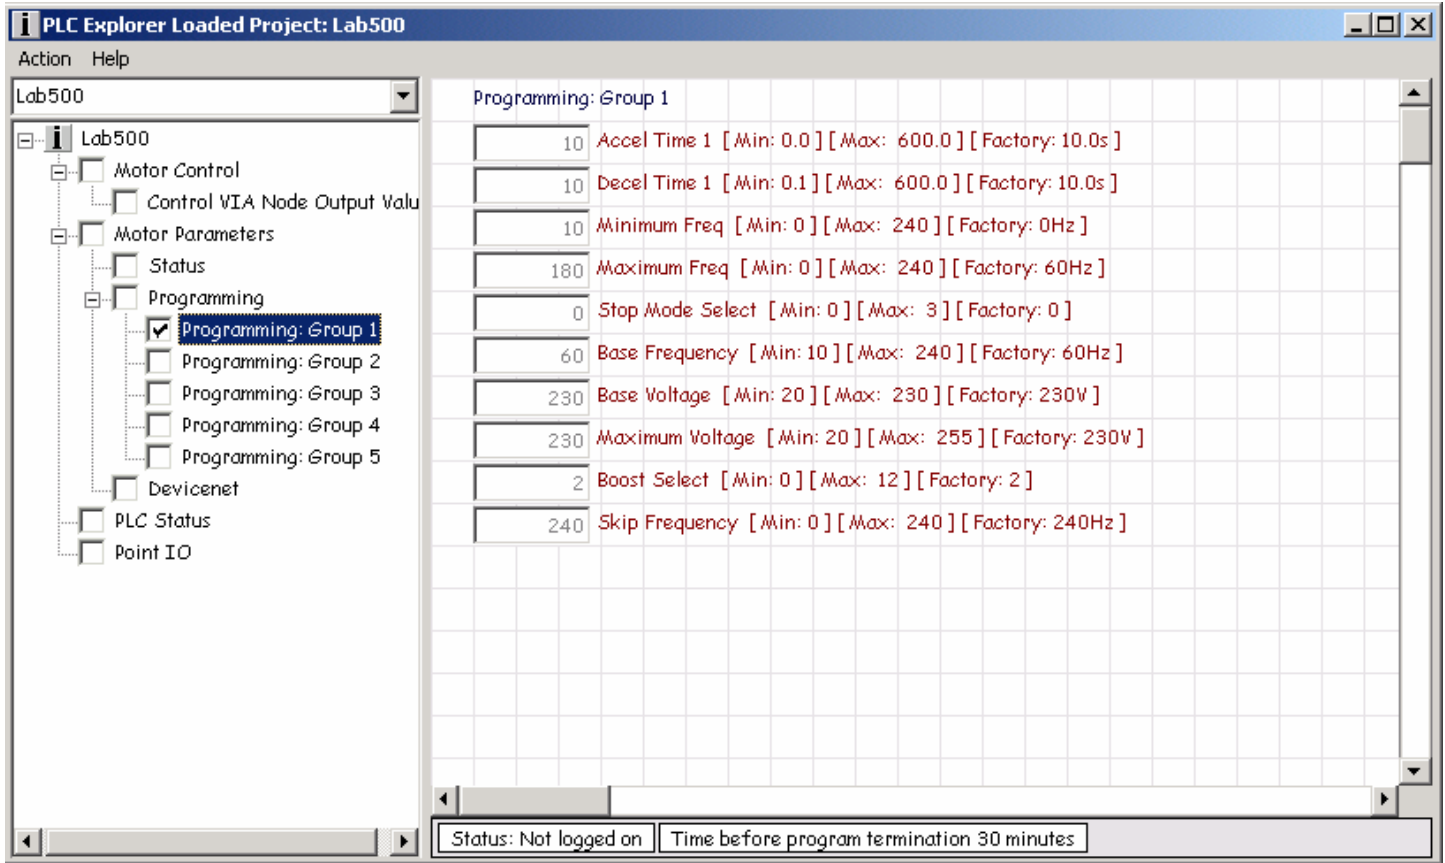 PLC Explorer Loaded Project: Lab500
Action Help
Lab500
Lab500
Motor Control
Control VIA Node Output Valu
Motor Parameters
Status
Programming
Programming: Group 1
Programming: Group 2
Programming: Group 3
Programming: Group 4
Programming: Group 5
Devicenet
PLC Status
Point IO
Programming: Group 1
10 Accel Time 1 [ Min: 0.0 ] [ Max: 600.0 ] [ Factory: 10.0s ]
10 Decel Time 1 [ Min: 0.1 ] [ Max: 600.0 ] [ Factory: 10.0s ]
10 Minimum Freq [ Min: 0 ] [ Max: 240 ] [ Factory: 0Hz ]
180 Maximum Freq [ Min: 0 ] [ Max: 240 ] [ Factory: 60Hz ]
0 Stop Mode Select [ Min: 0 ] [ Max: 3 ] [ Factory: 0 ]
60 Base Frequency [ Min: 10 ] [ Max: 240 ] [ Factory: 60Hz ]
230 Base Voltage [ Min: 20 ] [ Max: 230 ] [ Factory: 230V ]
230 Maximum Voltage [ Min: 20 ] [ Max: 255 ] [ Factory: 230V ]
2 Boost Select [ Min: 0 ] [ Max: 12 ] [ Factory: 2 ]
240 Skip Frequency [ Min: 0 ] [ Max: 240 ] [ Factory: 240Hz ]
Status: Not logged on Time before program termination 30 minutes